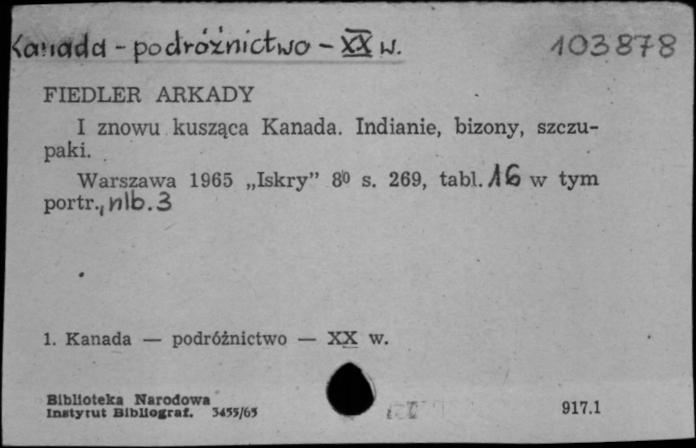 Kanada - podróżnictwo - XX w. 103878
FIEDLER ARKADY
I znowu kusząca Kanada. Indianie, bizony, szczu-
paki.
Warszawa 1965 „Iskry” 8⁰ s. 269, tabl. 16 w tym
portr., nlb. 3
1. Kanada — podróżnictwo — XX w.
Biblioteka Narodowa
Instytut Bibliograf. 3455/65 917.1